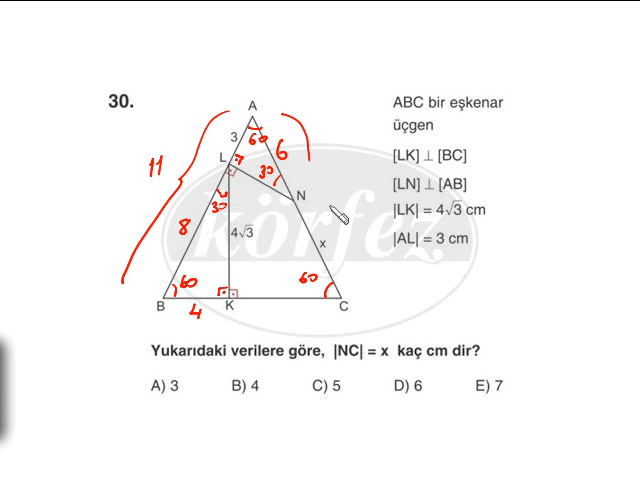 30.
ABC bir eşkenar
üçgen
[LK] ⊥ [BC]
[LN] ⊥ [AB]
|LK| = 4√3 cm
|AL| = 3 cm
A
3
60
6
11
L
30
N
30
8
4√3
x
körfez
60
60
B
4
K
C
Yukarıdaki verilere göre, |NC| = x kaç cm dir?
A) 3 B) 4 C) 5 D) 6 E) 7